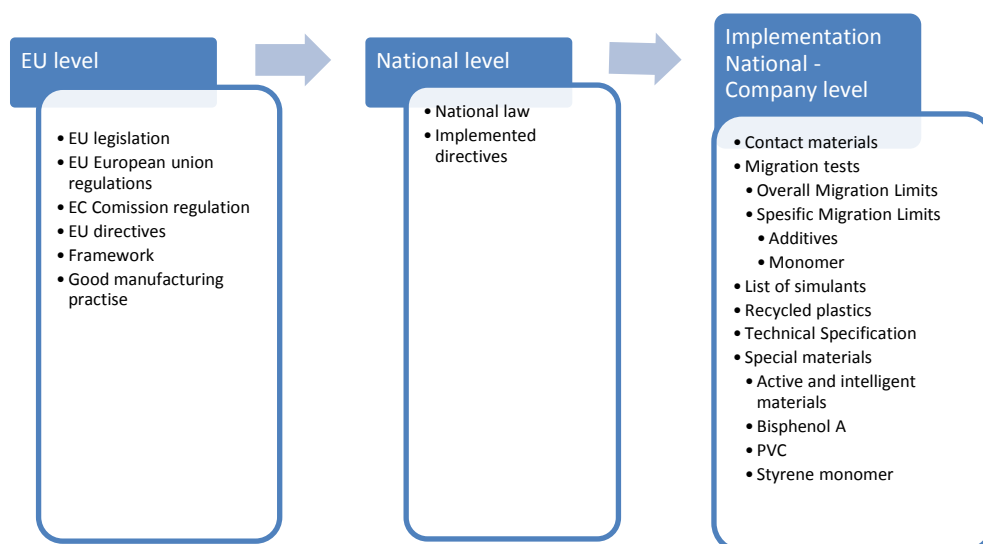 EU level
• EU legislation
• EU European union
regulations
• EC Comission regulation
• EU directives
• Framework
• Good manufacturing
practise
National level
• National law
• Implemented
directives
Implementation
National -
Company level
• Contact materials
• Migration tests
• Overall Migration Limits
• Spesific Migration Limits
• Additives
• Monomer
• List of simulants
• Recycled plastics
• Technical Specification
• Special materials
• Active and intelligent
materials
• Bisphenol A
• PVC
• Styrene monomer